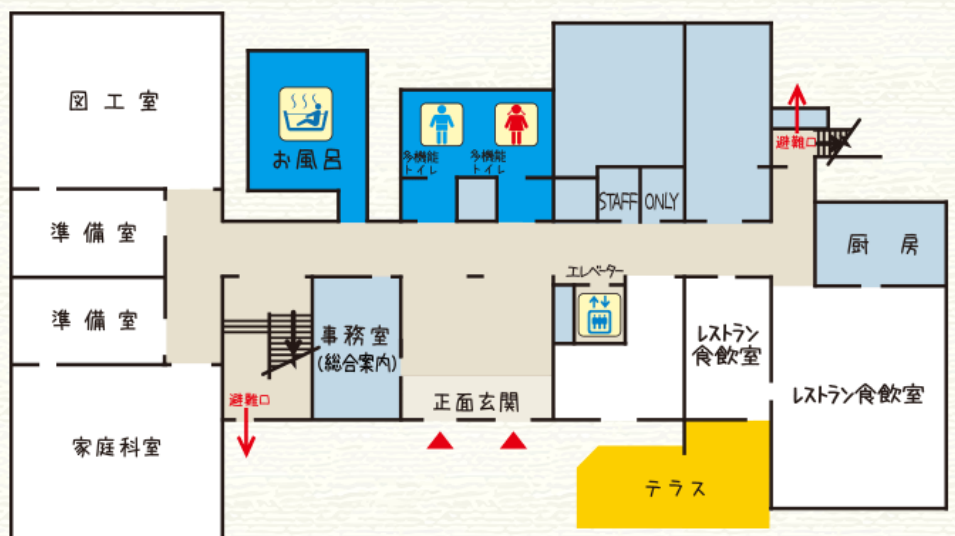 図工室
お風呂
多機能
トイレ
多機能
トイレ
避難口
準備室
STAFF ONLY
厨房
エレベーター
準備室
事務室
(総合案内)
レストラン
食飲室
レストラン食飲室
避難口
正面玄関
家庭科室
テラス